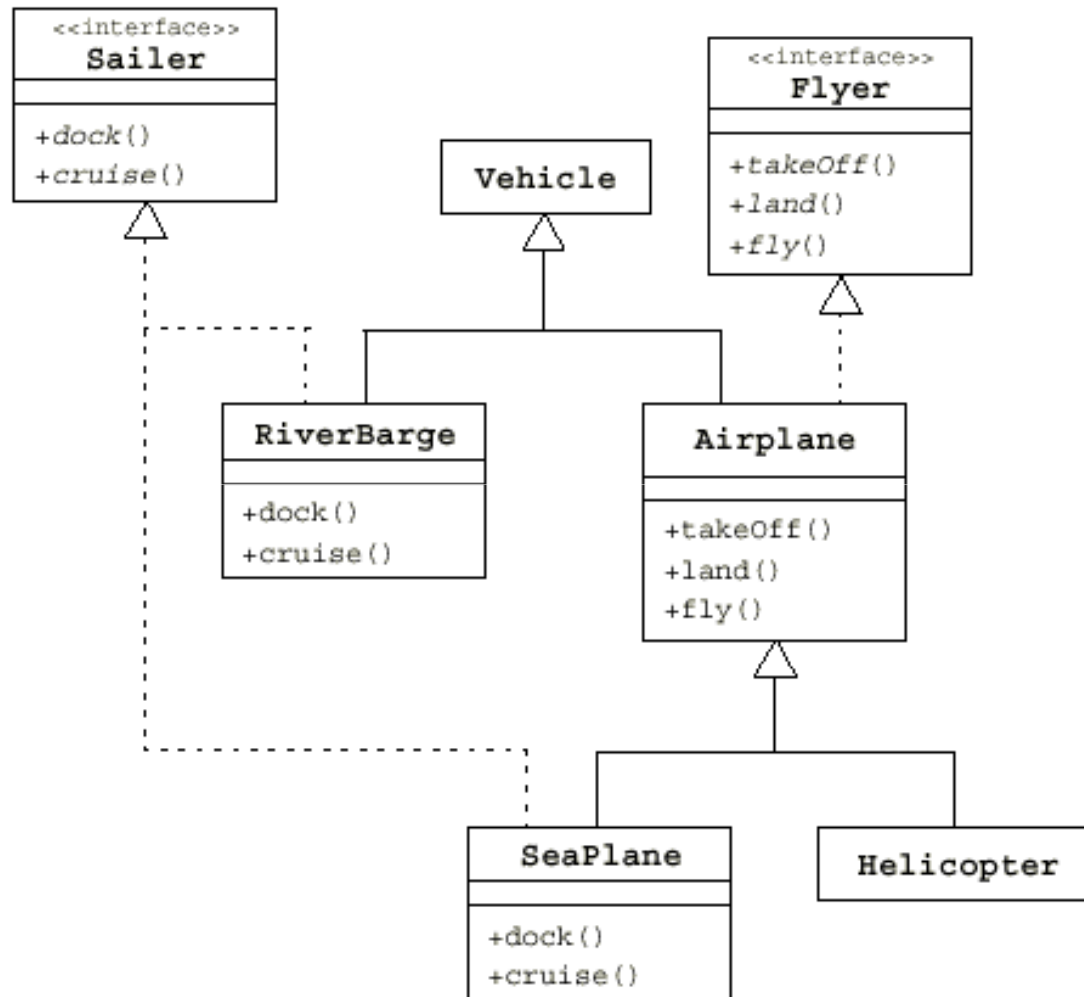 <<interface>>
Sailer
+dock()
+cruise()
<<interface>>
Flyer
+takeOff()
+land()
+fly()
Vehicle
RiverBarge
+dock()
+cruise()
Airplane
+takeOff()
+land()
+fly()
SeaPlane
+dock()
+cruise()
Helicopter